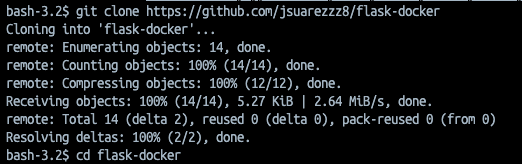 bash-3.2$ git clone https://github.com/jsuarezzz8/flask-docker
Cloning into 'flask-docker'...
remote: Enumerating objects: 14, done.
remote: Counting objects: 100% (14/14), done.
remote: Compressing objects: 100% (12/12), done.
Receiving objects: 100% (14/14), 5.27 KiB | 2.64 MiB/s, done.
remote: Total 14 (delta 2), reused 0 (delta 0), pack-reused 0 (from 0)
Resolving deltas: 100% (2/2), done.
bash-3.2$ cd flask-docker